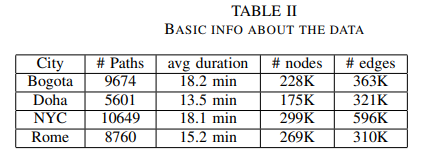 TABLE II
BASIC INFO ABOUT THE DATA
City # Paths avg duration # nodes # edges
Bogota 9674 18.2 min 228K 363K
Doha 5601 13.5 min 175K 321K
NYC 10649 18.1 min 299K 596K
Rome 8760 15.2 min 269K 310K